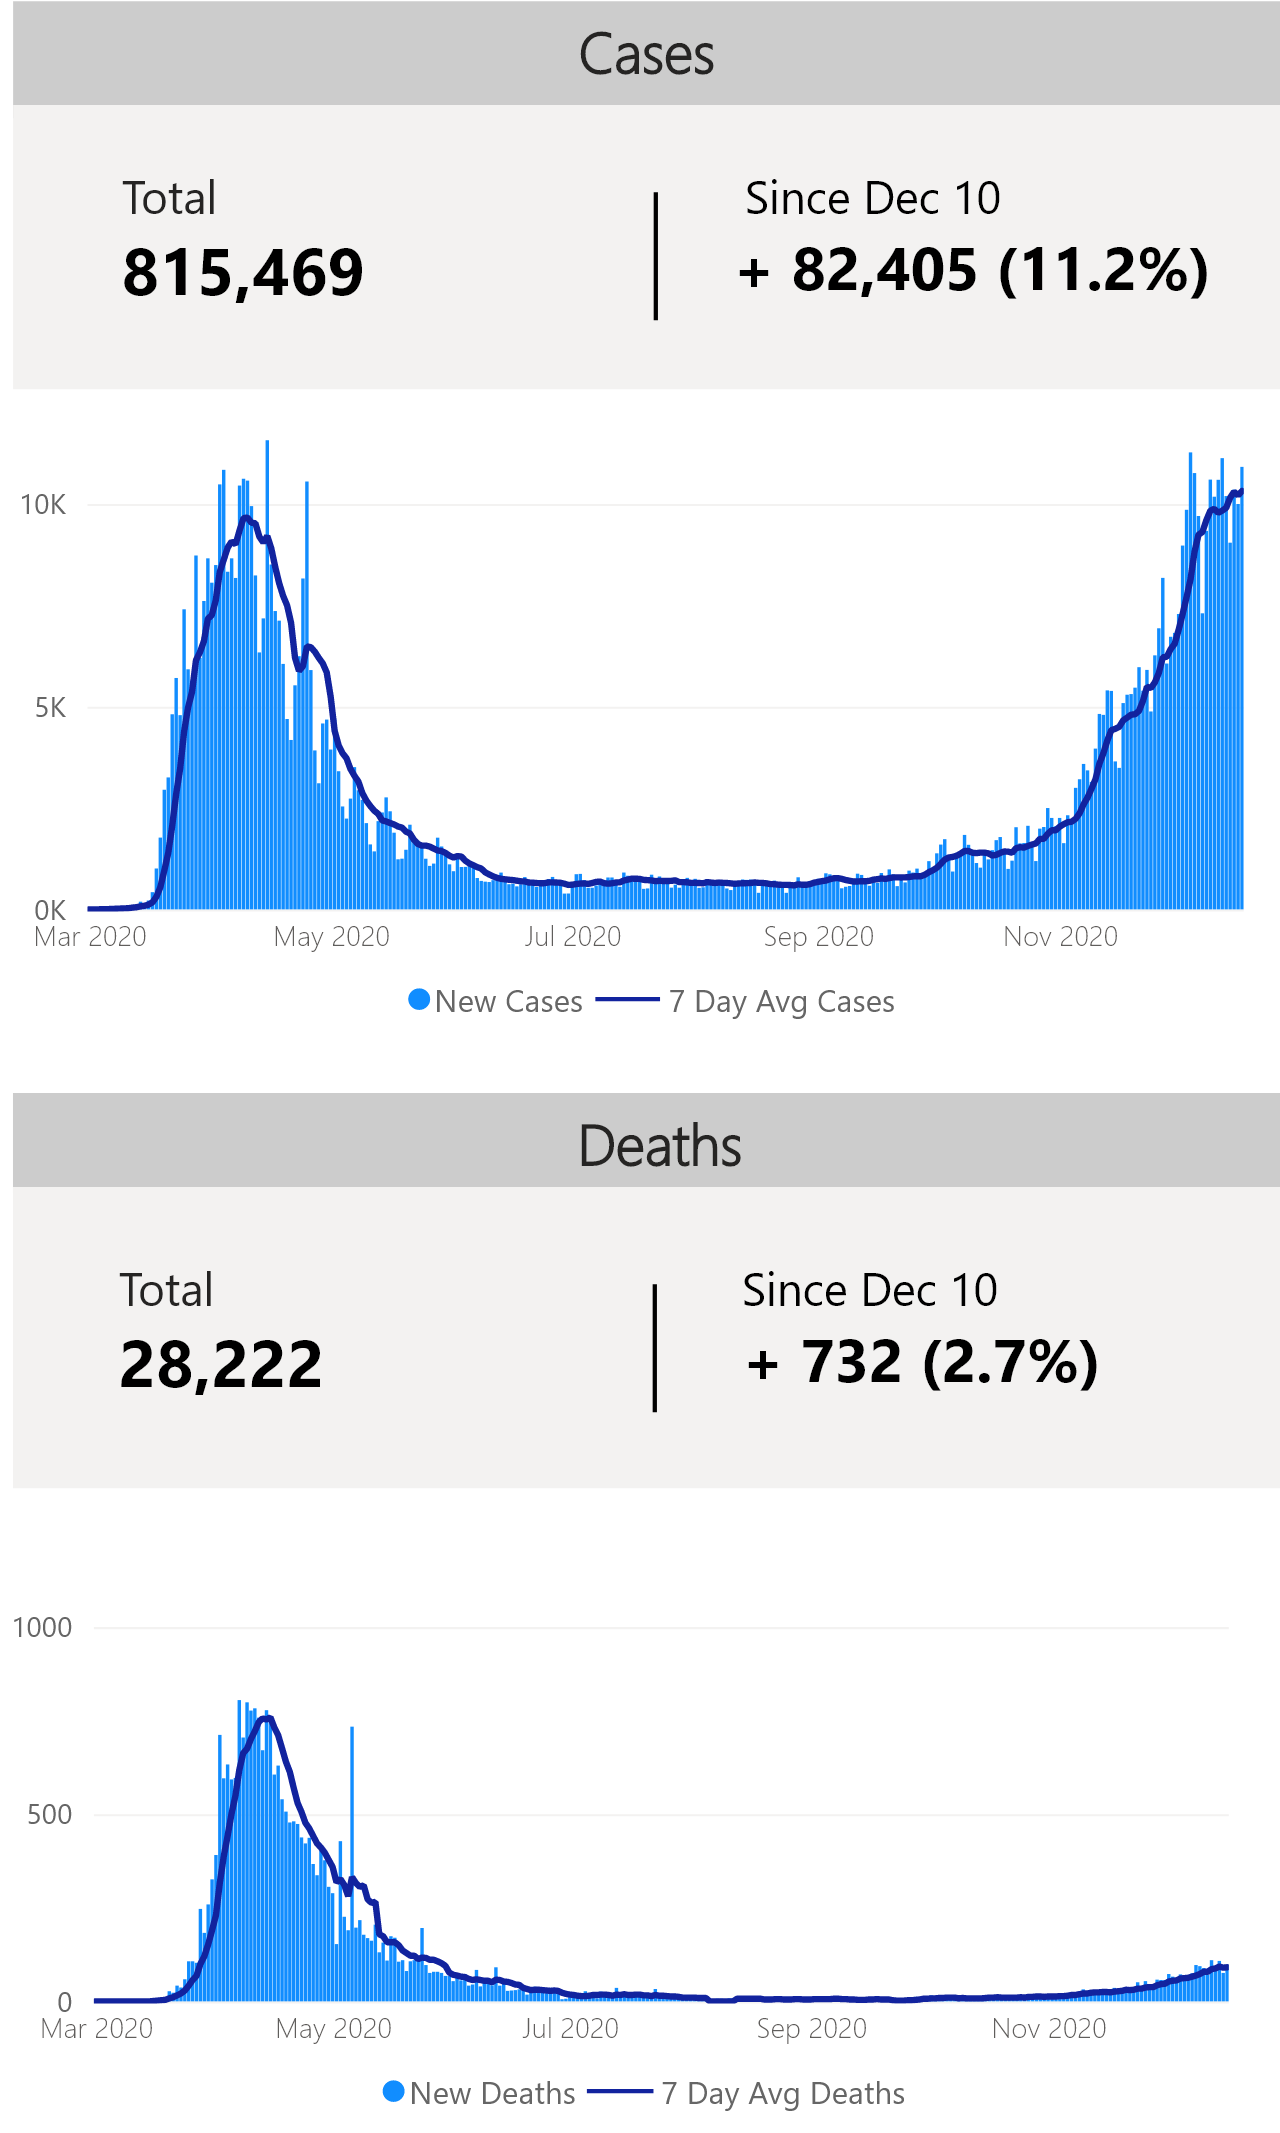 Cases
Total
815,469
Since Dec 10
+ 82,405 (11.2%)
10K
5K
0K
Mar 2020 May 2020 Jul 2020 Sep 2020 Nov 2020
New Cases 7 Day Avg Cases
Deaths
Total
28,222
Since Dec 10
+ 732 (2.7%)
1000
500
0
Mar 2020 May 2020 Jul 2020 Sep 2020 Nov 2020
New Deaths 7 Day Avg Deaths